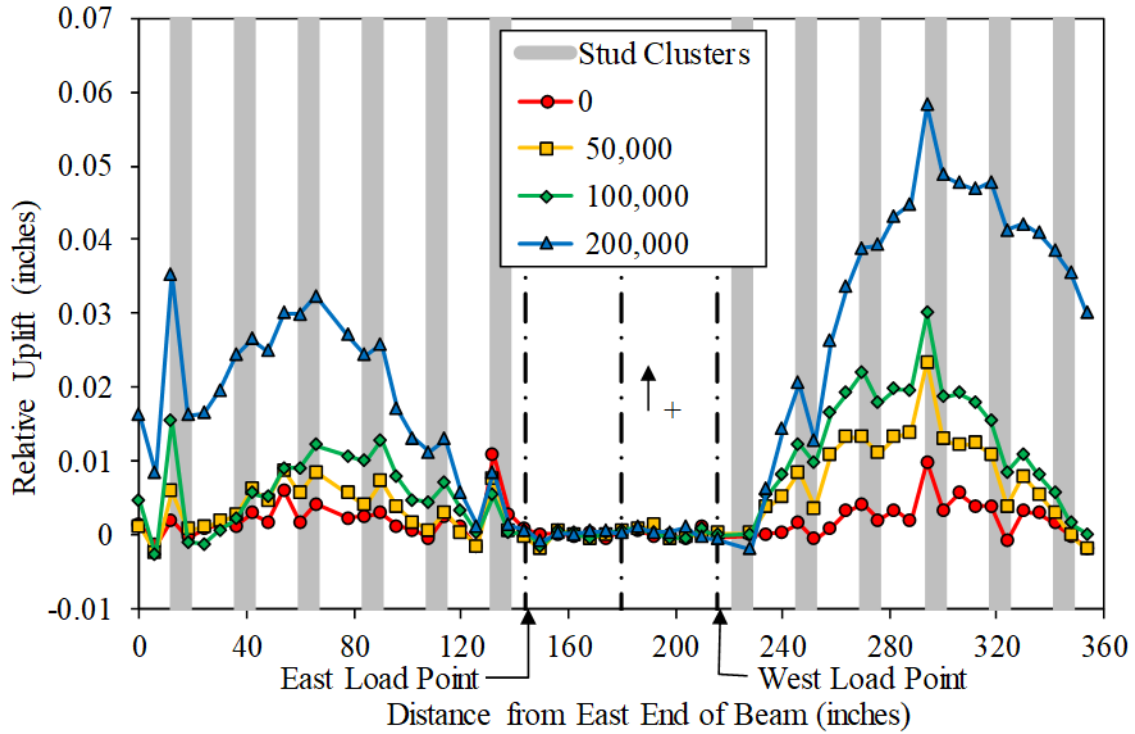 0.07
0.06
0.05
0.04
0.03
0.02
0.01
0
-0.01
Relative Uplift (inches)
Stud Clusters
0
50,000
100,000
200,000
+
0 40 80 120 160 200 240 280 320 360
East Load Point West Load Point
Distance from East End of Beam (inches)